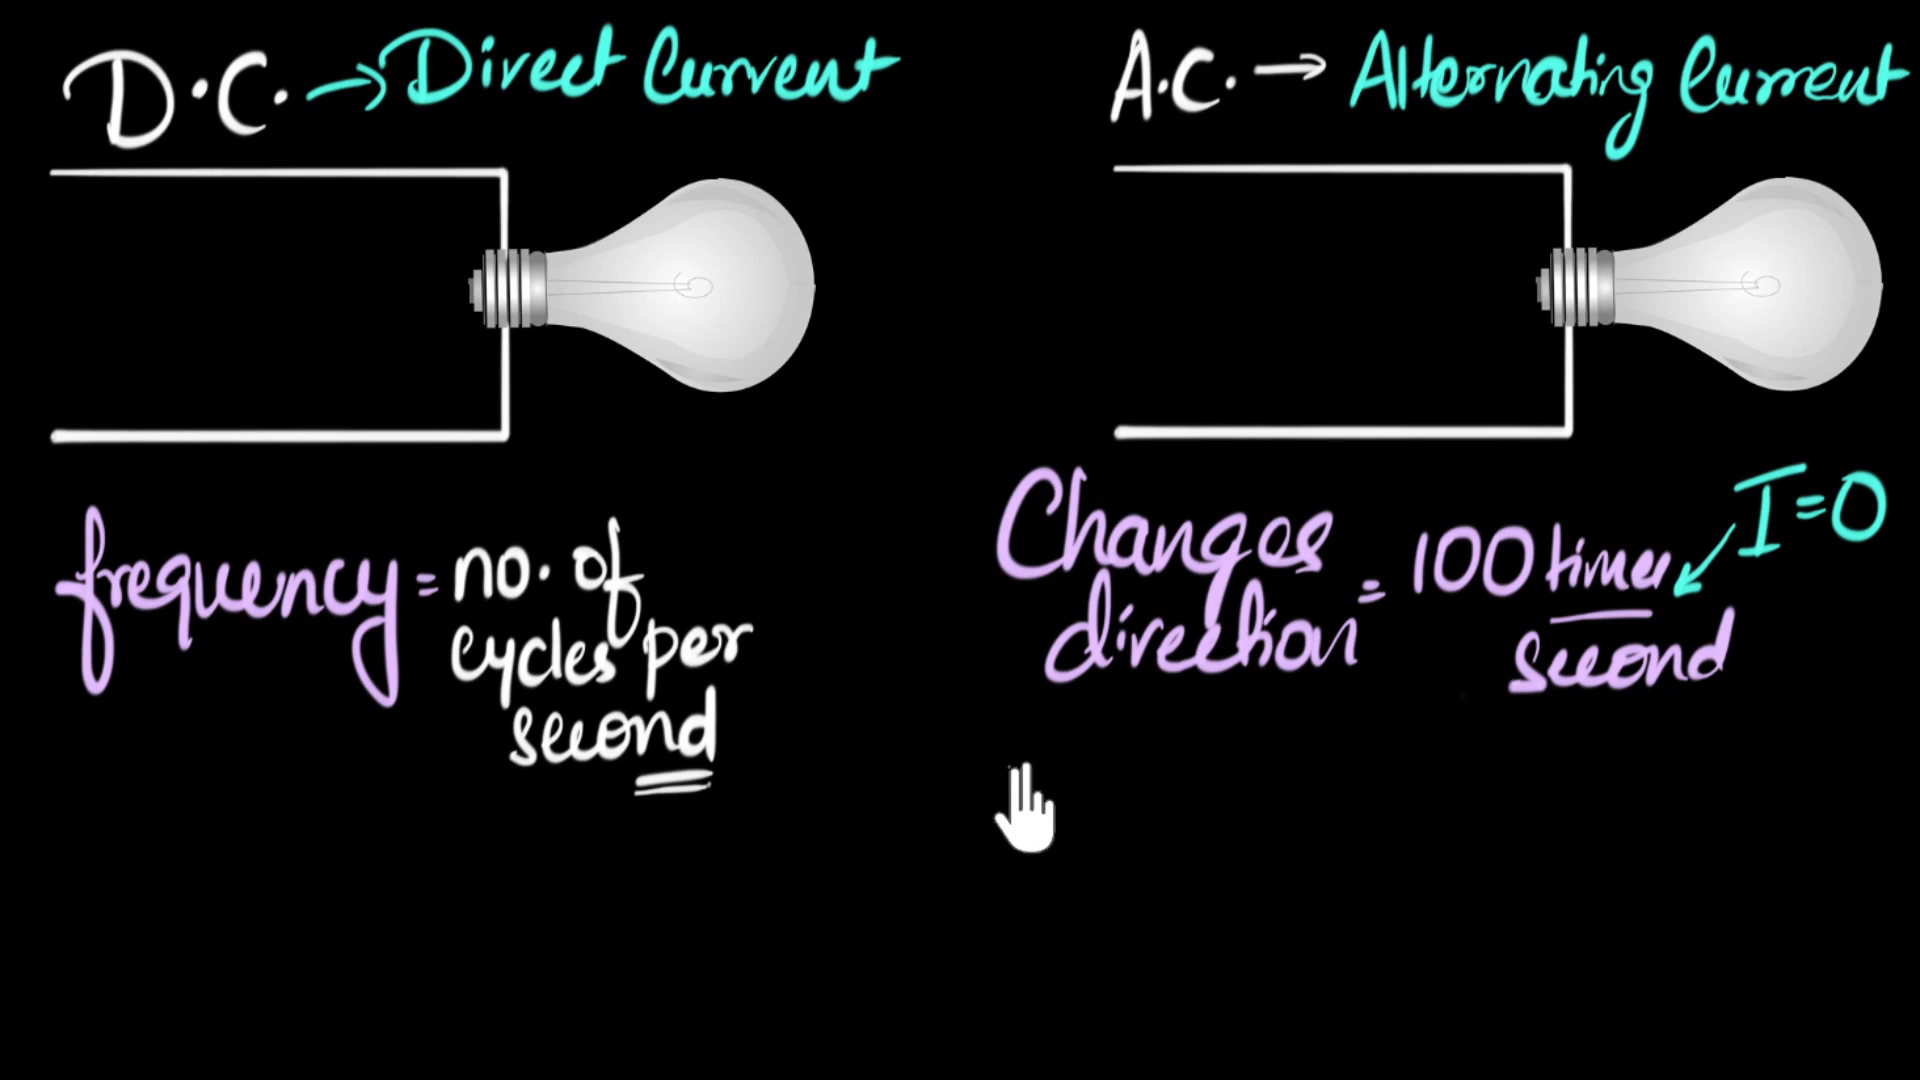 D.C. → Direct Current
A.C. → Alternating Current
frequency = no. of
cycles per
second
I=0
Changes
direction = 100 times
second